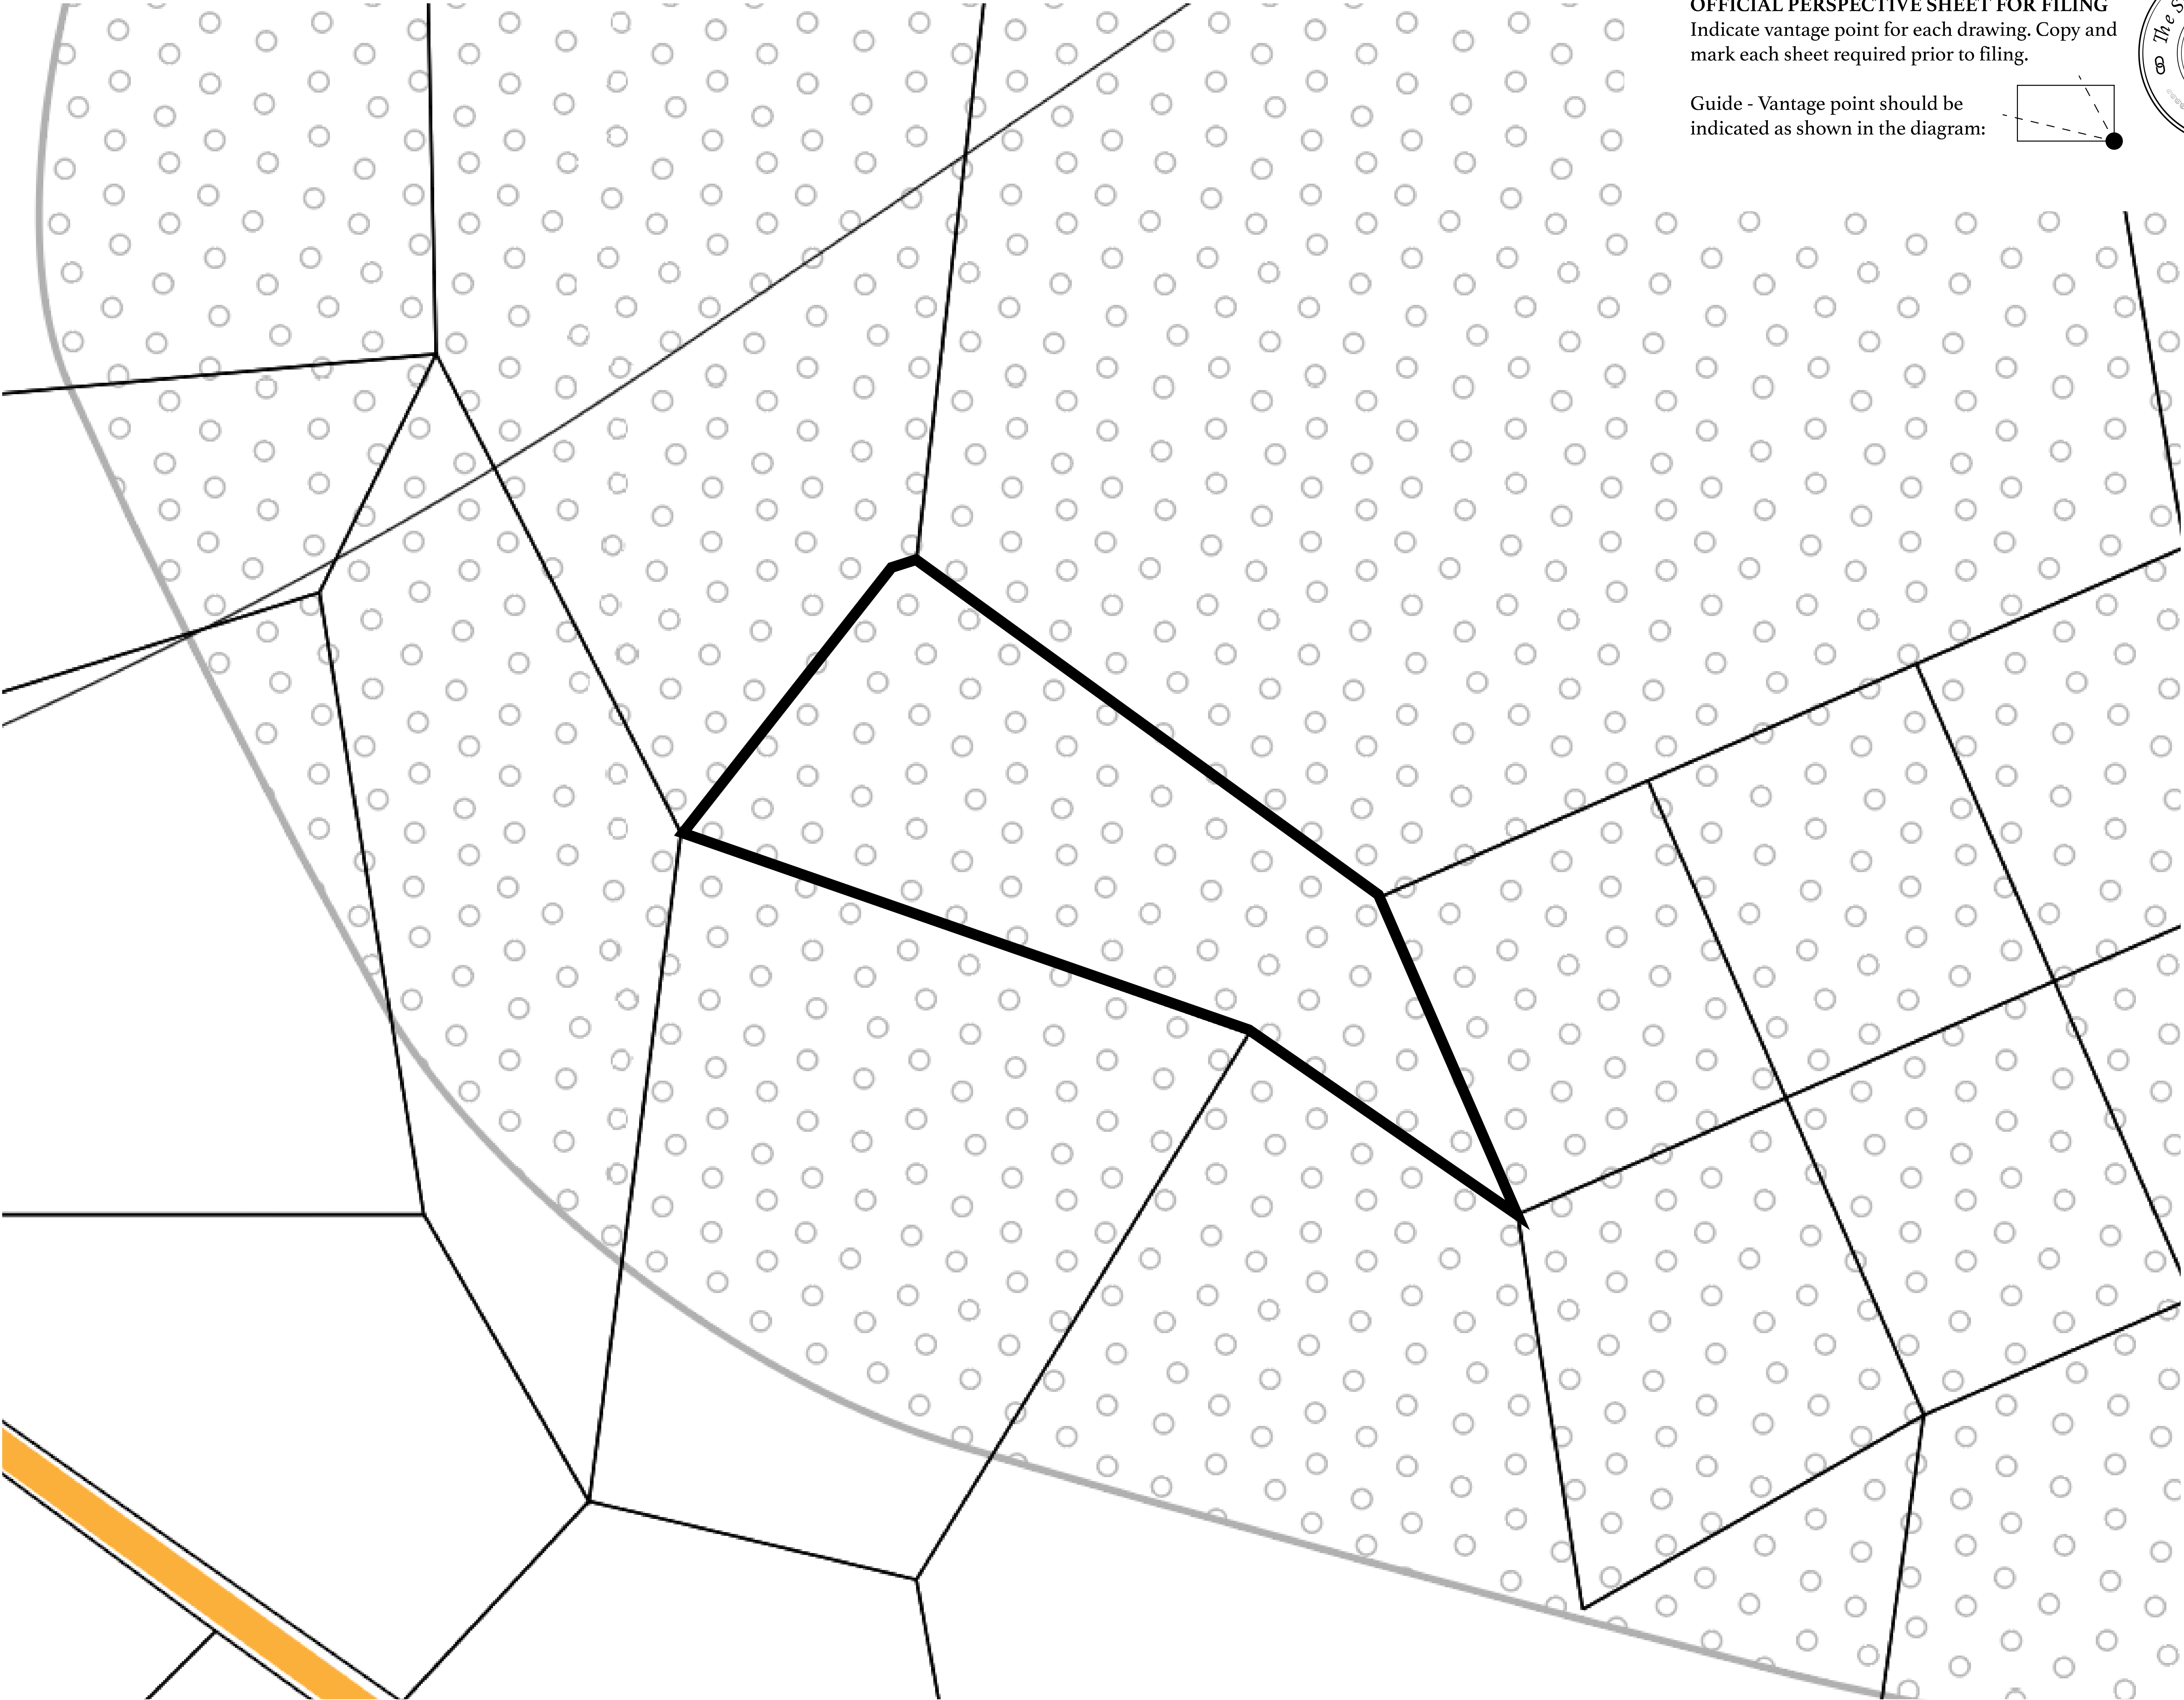 OFFICIAL PERSPECTIVE SHEET FOR FILING
Indicate vantage point for each drawing. Copy and
mark each sheet required prior to filing.
Guide - Vantage point should be
indicated as shown in the diagram:
The